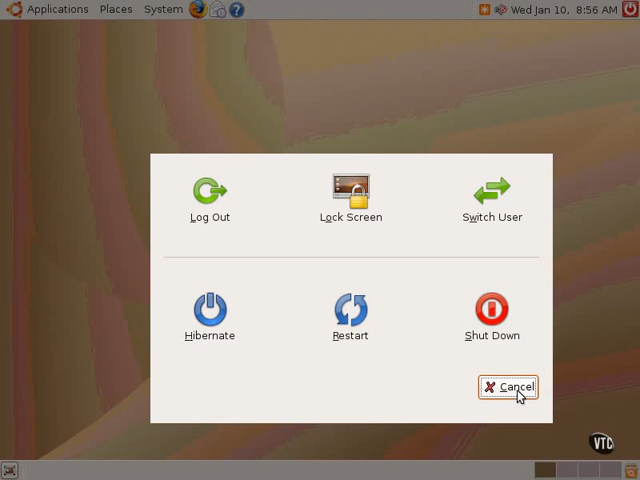 Applications Places System Wed Jan 10, 8:56 AM
Log Out Lock Screen Switch User
Hibernate Restart Shut Down
Cancel
VTC